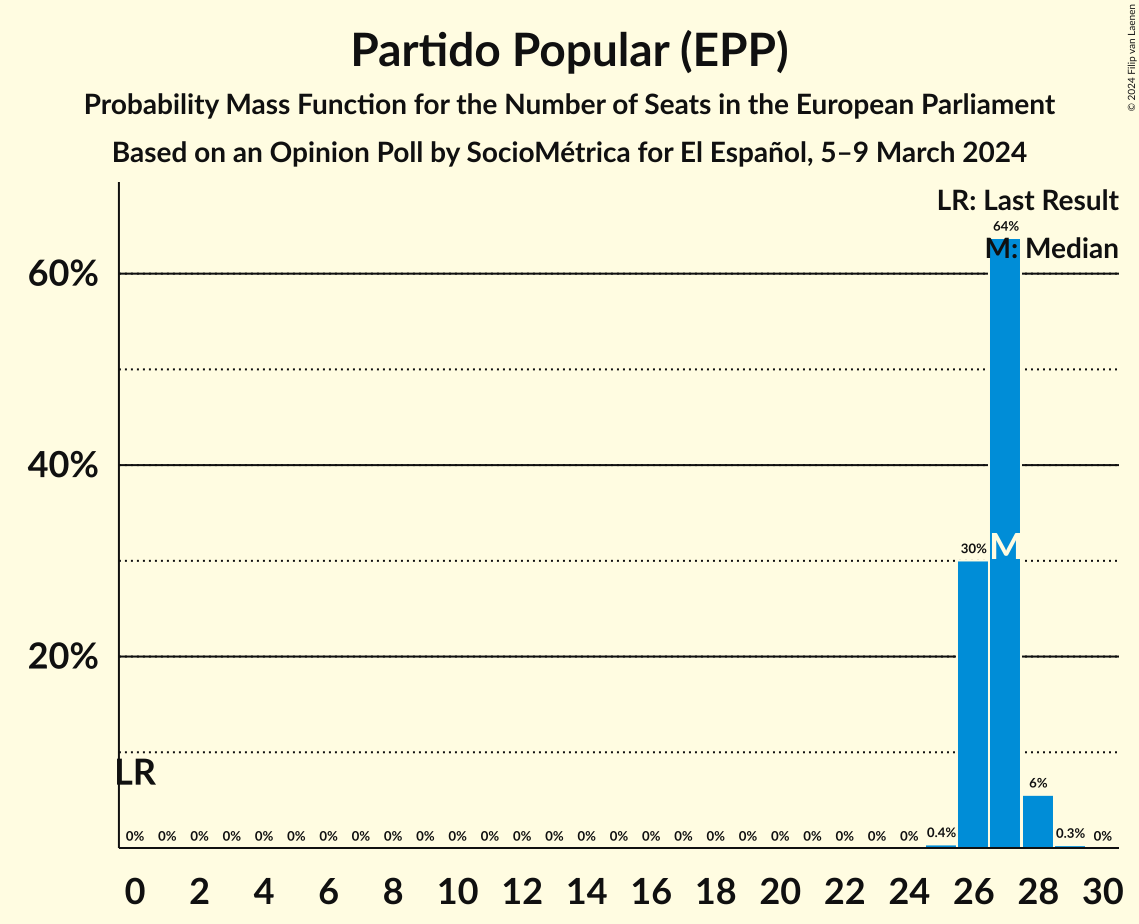 Partido Popular (EPP)
Probability Mass Function for the Number of Seats in the European Parliament
Based on an Opinion Poll by SocioMétrica for El Español, 5–9 March 2024
© 2024 Filip van Laenen
LR: Last Result
M: Median
64%
60%
40%
30%
M
20%
LR
6%
0% 0% 0% 0% 0% 0% 0% 0% 0% 0% 0% 0% 0% 0% 0% 0% 0% 0% 0% 0% 0% 0% 0% 0% 0% 0.4% 0.3% 0%
0 2 4 6 8 10 12 14 16 18 20 22 24 26 28 30